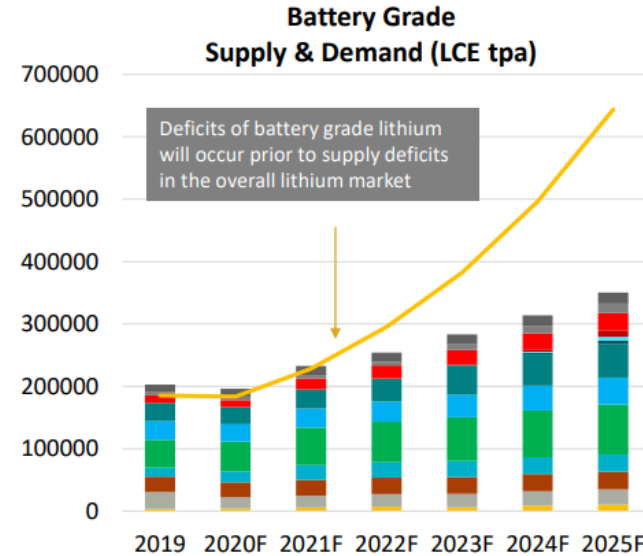 Battery Grade
Supply & Demand (LCE tpa)
700000
600000
Deficits of battery grade lithium
will occur prior to supply deficits
in the overall lithium market
500000
400000
300000
200000
100000
0
2019 2020F 2021F 2022F 2023F 2024F 2025F